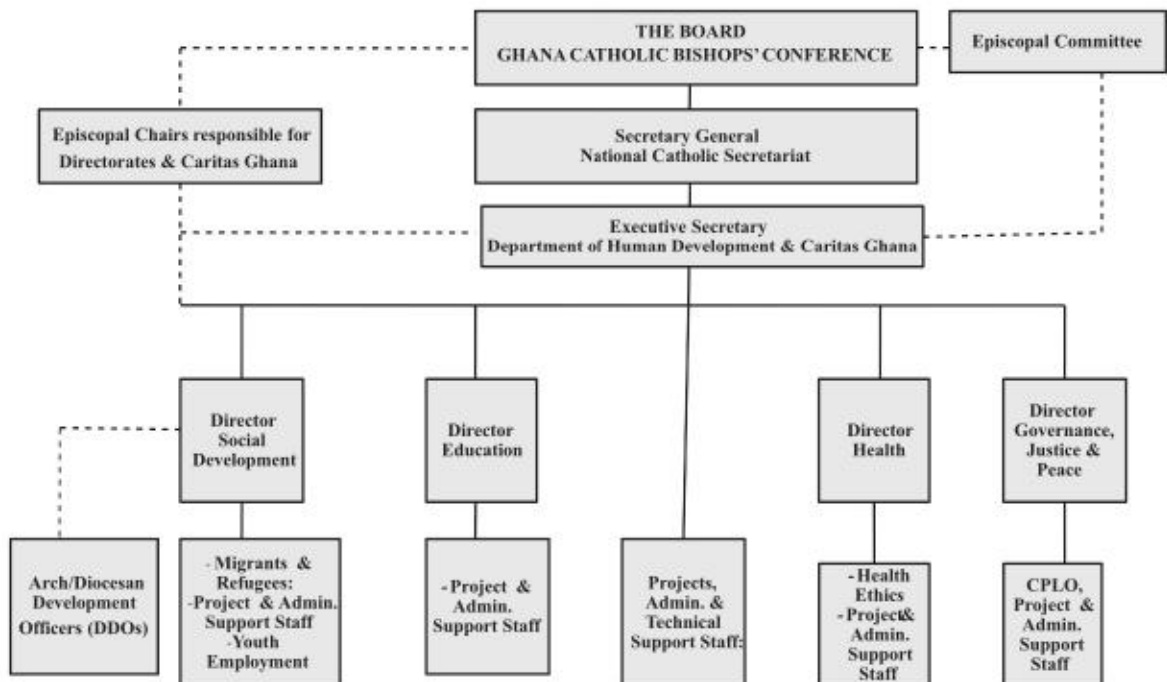 THE BOARD
GHANA CATHOLIC BISHOPS' CONFERENCE
Episcopal Committee
Episcopal Chairs responsible for
Directorates & Caritas Ghana
Secretary General
National Catholic Secretariat
Executive Secretary
Department of Human Development & Caritas Ghana
Director
Social
Development
Director
Education
Director
Health
Director
Governance,
Justice &
Peace
Arch/Diocesan
Development
Officers (DDOs)
- Migrants &
Refugees:
-Project & Admin.
Support Staff
-Youth
Employment
- Project &
Admin.
Support Staff
Projects,
Admin. &
Technical
Support Staff:
- Health
Ethics
- Project&
Admin.
Support
Staff
CPLO,
Project &
Admin.
Support
Staff